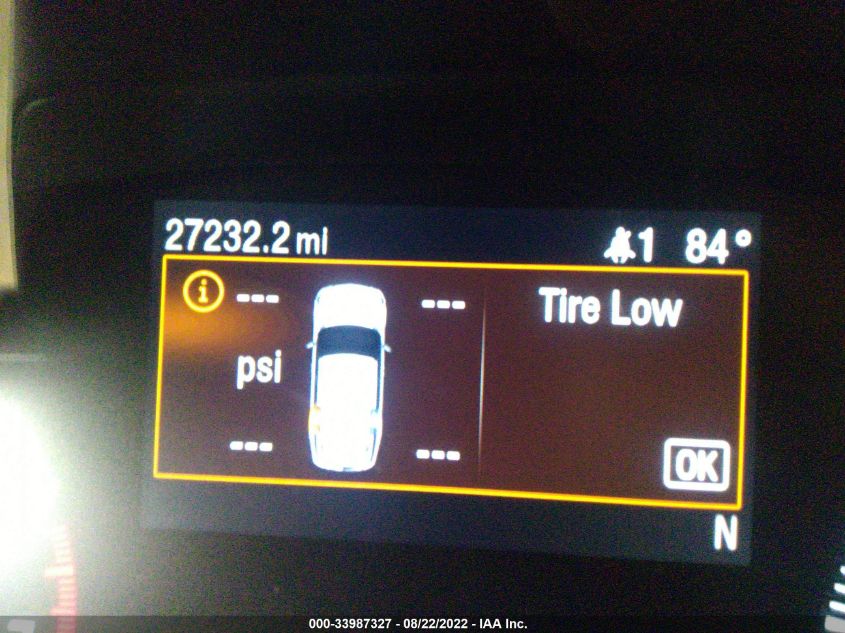 27232.2 mi 1 84°
i --- --- Tire Low
psi
--- --- OK
N
000-33987327 - 08/22/2022 - IAA Inc.